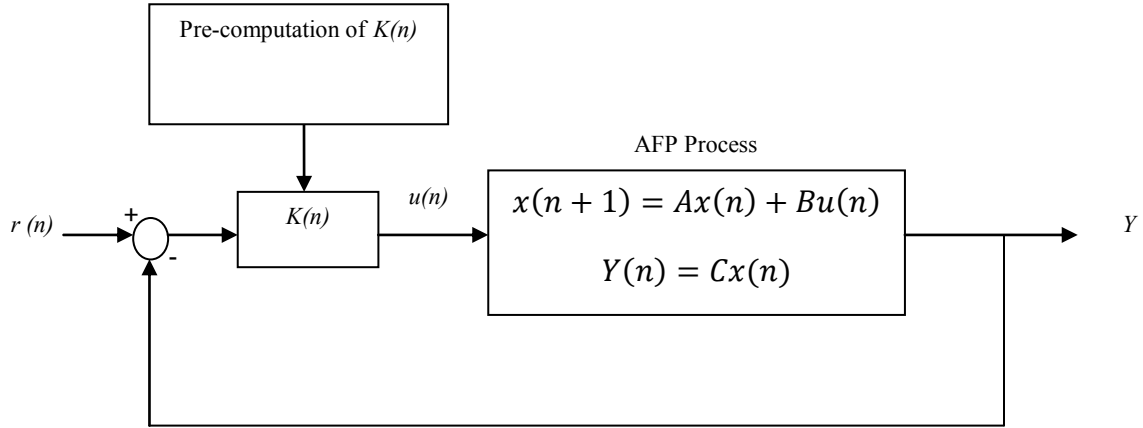 Pre-computation of K(n)
AFP Process
r (n)
+
-
K(n)
u(n)
x(n + 1) = Ax(n) + Bu(n)
Y(n) = Cx(n)
Y